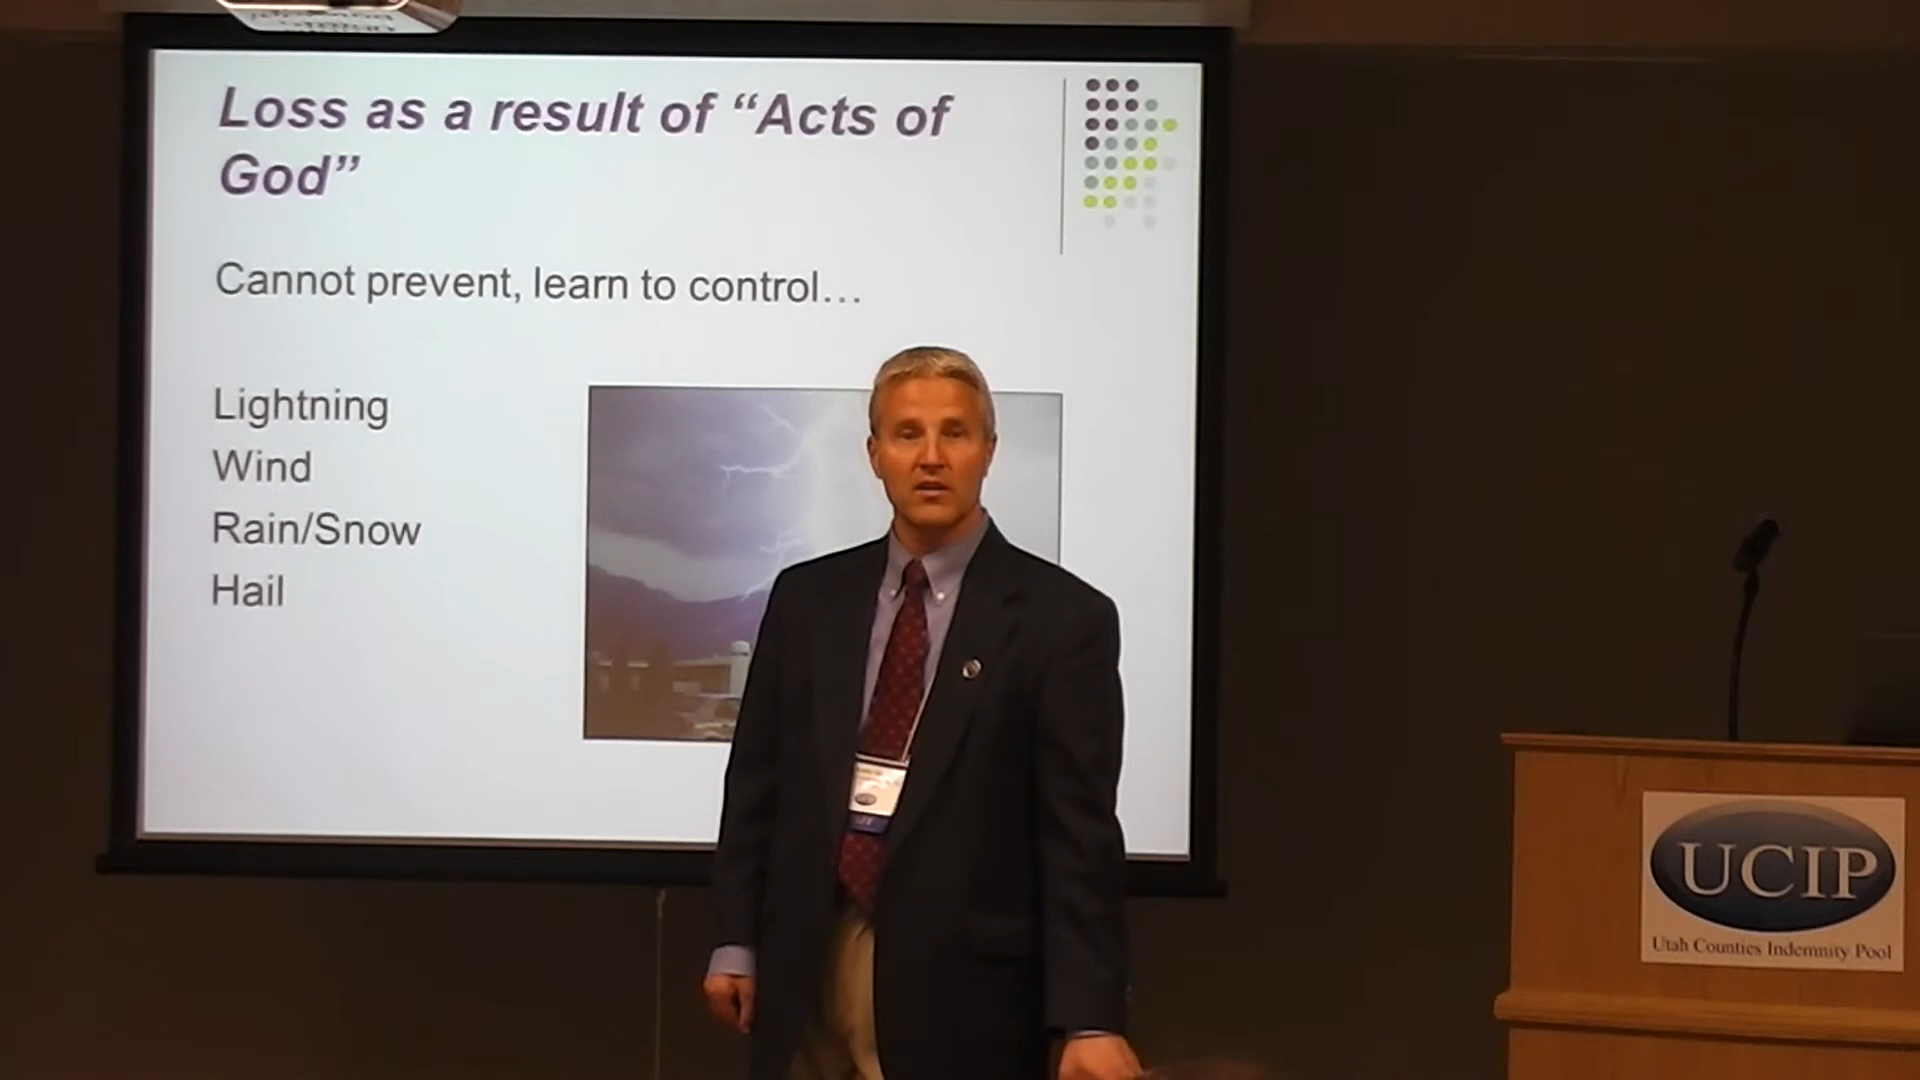 Loss as a result of “Acts of
God”
Cannot prevent, learn to control…
Lightning
Wind
Rain/Snow
Hail
UCIP
Utah Counties Indemnity Pool